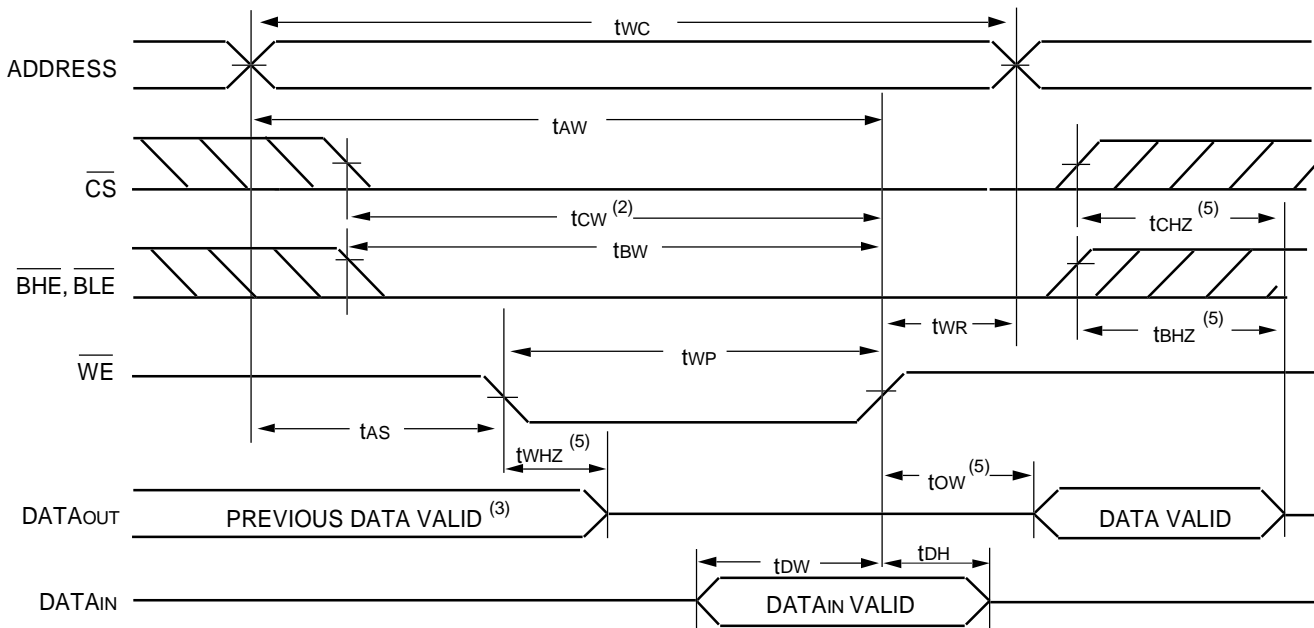 tWC
ADDRESS
tAW
CS
tCW (2)
tCHZ (5)
tBW
BHE, BLE
tWR
tBHZ (5)
tWP
WE
tAS
tWHZ (5)
tOW (5)
DATAOUT
PREVIOUS DATA VALID (3)
DATA VALID
tDW
tDH
DATAIN
DATAIN VALID